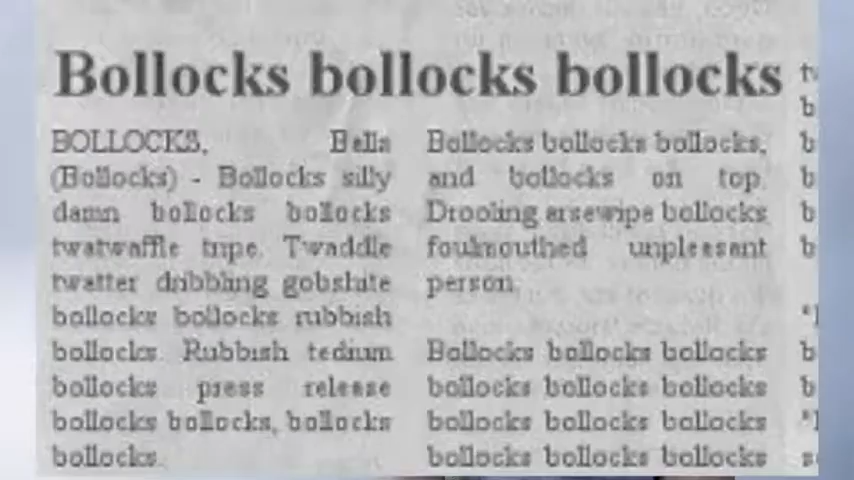 Bollocks bollocks bollocks
BOLLOCKS, Balls
(Bollocks) - Bollocks silly
damn bollocks bollocks
twatwaffle tripe. Twaddle
twatter dribbling gobshite
bollocks bollocks rubbish
bollocks. Rubbish tedium
bollocks press release
bollocks bollocks, bollocks
bollocks.
Bollocks bollocks bollocks,
and bollocks on top.
Drooling arsewipe bollocks
foulmouthed unpleasant
person.
Bollocks bollocks bollocks
bollocks bollocks bollocks
bollocks bollocks bollocks
bollocks bollocks bollocks